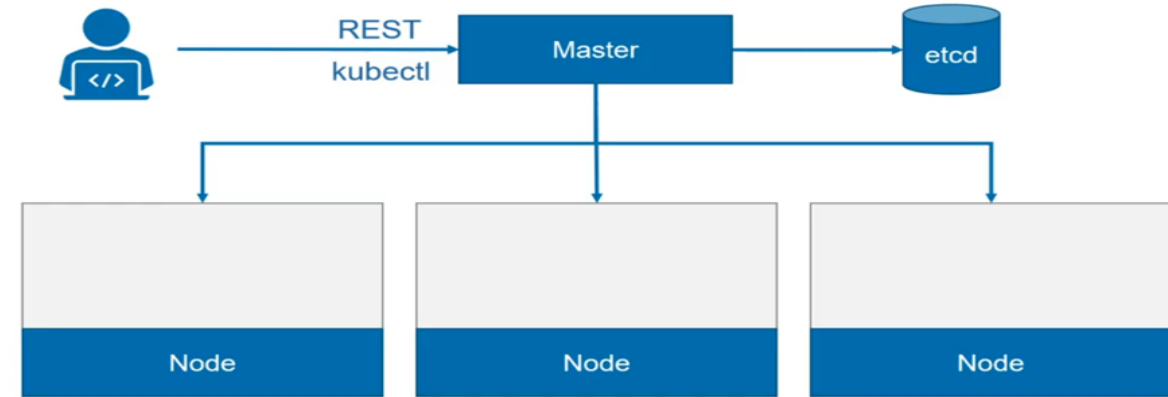 REST
kubectl
</>
Master
etcd
Node
Node
Node